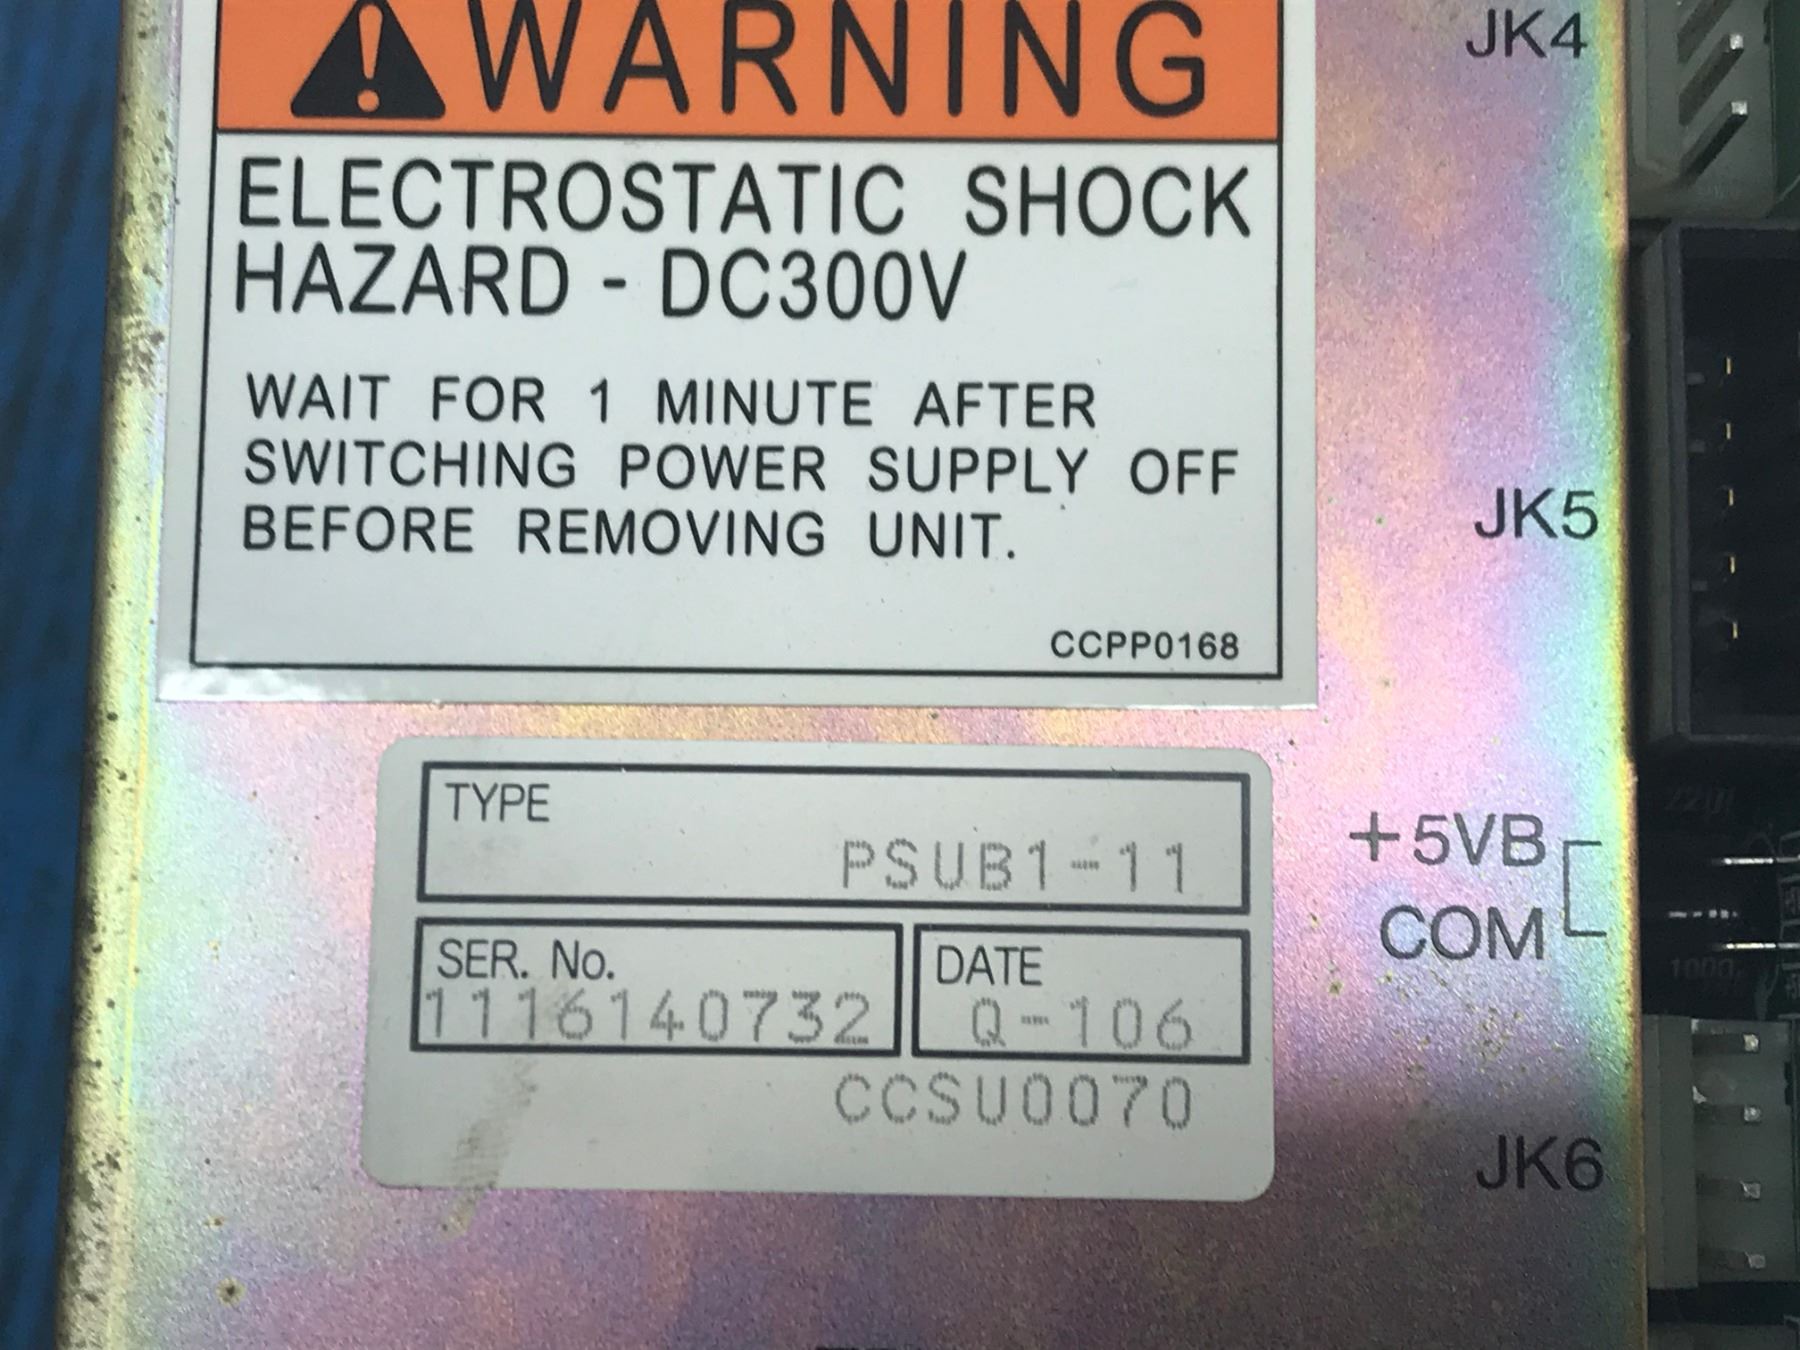 WARNING
JK4
ELECTROSTATIC SHOCK
HAZARD - DC300V
WAIT FOR 1 MINUTE AFTER
SWITCHING POWER SUPPLY OFF
BEFORE REMOVING UNIT.
JK5
CCPP0168
TYPE
PSUB1-11
+5VB
COM
SER. No.
1116140732
DATE
Q-106
CCSU0070
JK6